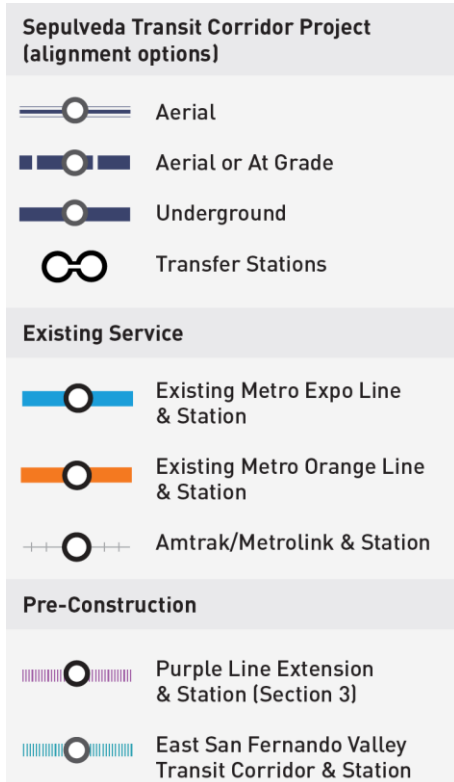 Sepulveda Transit Corridor Project
(alignment options)
Aerial
Aerial or At Grade
Underground
Transfer Stations
Existing Service
Existing Metro Expo Line
& Station
Existing Metro Orange Line
& Station
Amtrak/Metrolink & Station
Pre-Construction
Purple Line Extension
& Station (Section 3)
East San Fernando Valley
Transit Corridor & Station